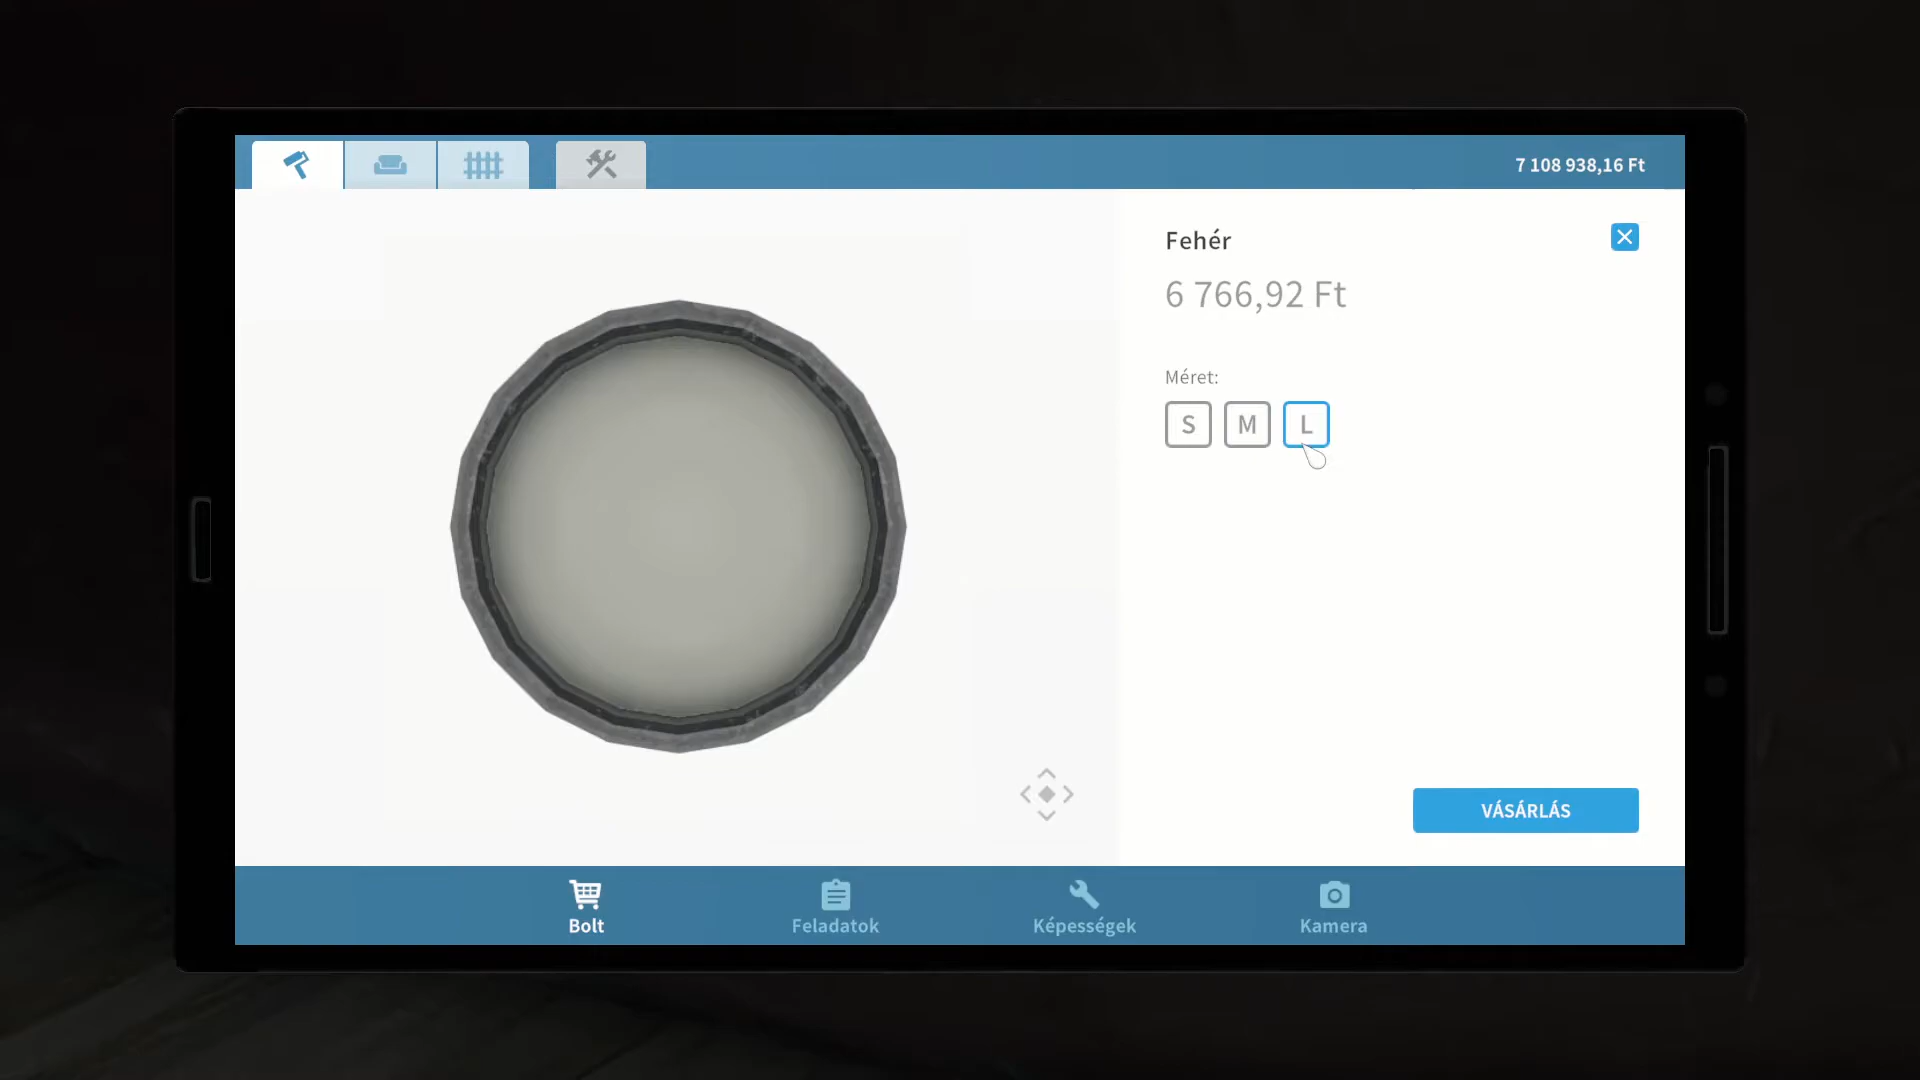 7 108 938,16 Ft
Fehér
6 766,92 Ft
Méret:
S M L
VÁSÁRLÁS
Bolt Feladatok Képességek Kamera